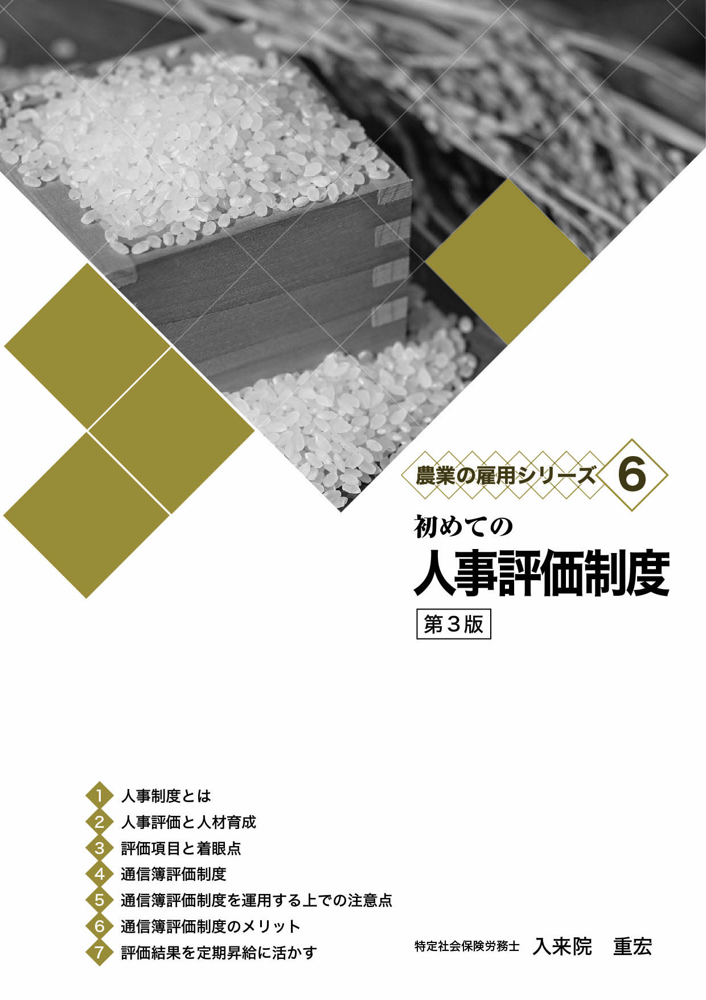 農業の雇用シリーズ 6
初めての
人事評価制度
第3版
1 人事制度とは
2 人事評価と人材育成
3 評価項目と着眼点
4 通信簿評価制度
5 通信簿評価制度を運用する上での注意点
6 通信簿評価制度のメリット
7 評価結果を定期昇給に活かす
特定社会保険労務士 入来院 重宏